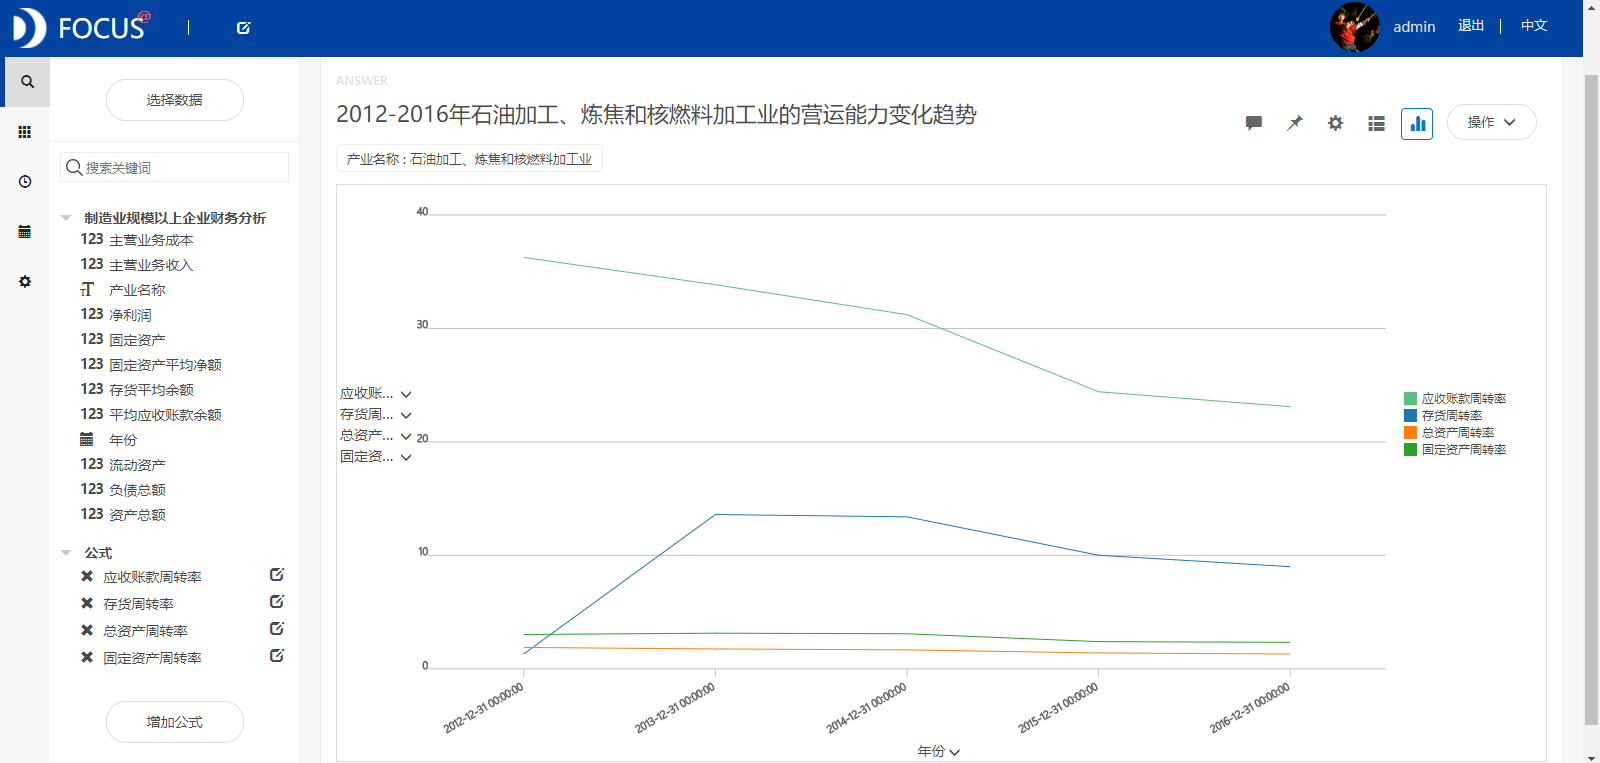 FOCUS@
admin
退出
中文
选择数据
搜索关键词
制造业规模以上企业财务分析
123 主营业务成本
123 主营业务收入
TT 产业名称
123 净利润
123 固定资产
123 固定资产平均净额
123 存货平均余额
123 平均应收账款余额
年份
123 流动资产
123 负债总额
123 资产总额
公式
应收账款周转率
存货周转率
总资产周转率
固定资产周转率
增加公式
ANSWER
2012-2016年石油加工、炼焦和核燃料加工业的营运能力变化趋势
操作
产业名称 : 石油加工、炼焦和核燃料加工业
40
30
20
10
0
应收账...
存货周...
总资产...
固定资...
应收账款周转率
存货周转率
总资产周转率
固定资产周转率
2012-12-31 00:00:00
2013-12-31 00:00:00
2014-12-31 00:00:00
2015-12-31 00:00:00
2016-12-31 00:00:00
年份